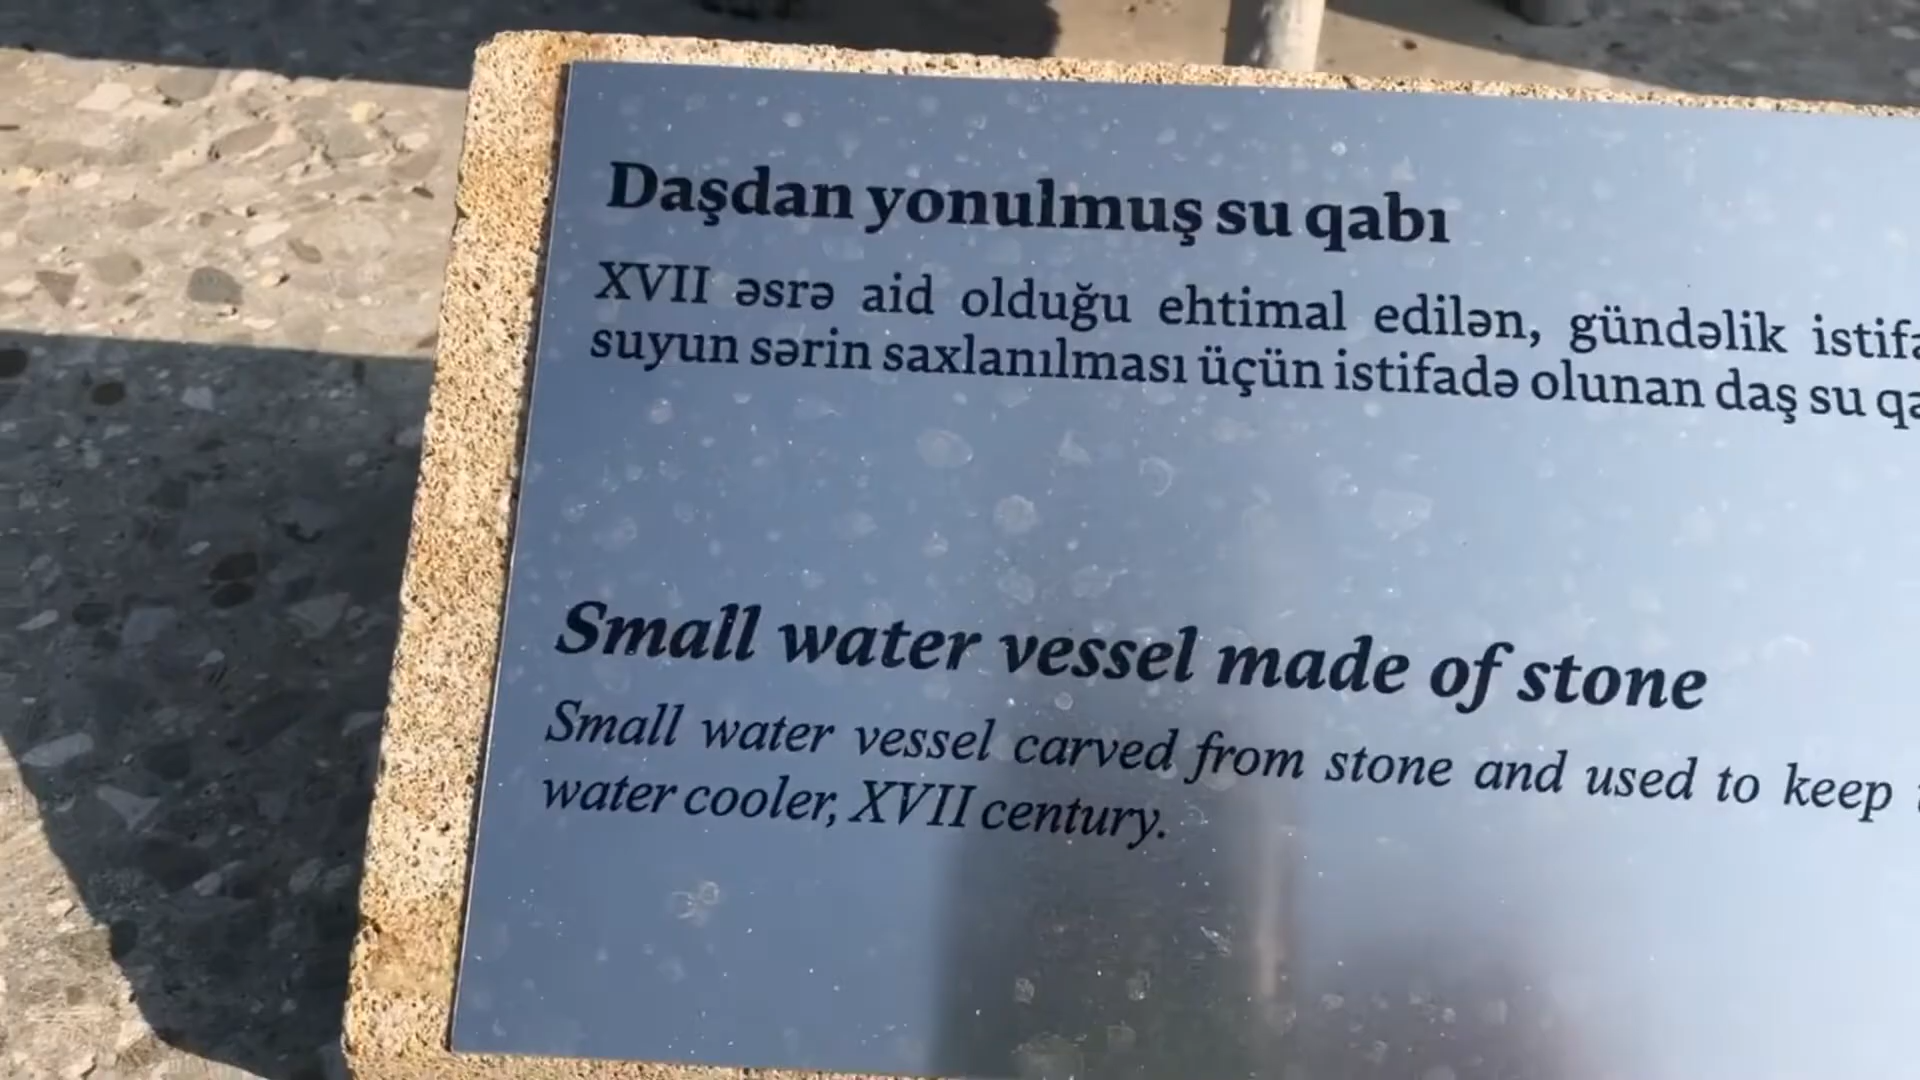 Daşdan yonulmuş su qabı
XVII əsrə aid olduğu ehtimal edilən, gündəlik
suyun sərin saxlanılması üçün istifadə olunan daş su
Small water vessel made of stone
Small water vessel carved from stone and used to keep
water cooler, XVII century.